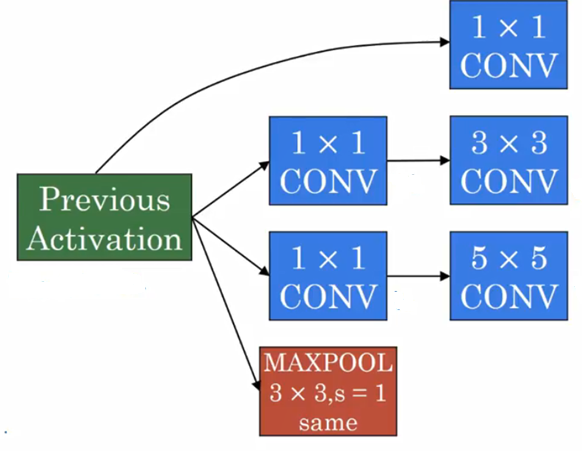 1 × 1
CONV
1 × 1
CONV
3 × 3
CONV
Previous
Activation
1 × 1
CONV
5 × 5
CONV
MAXPOOL
3 × 3,s = 1
same